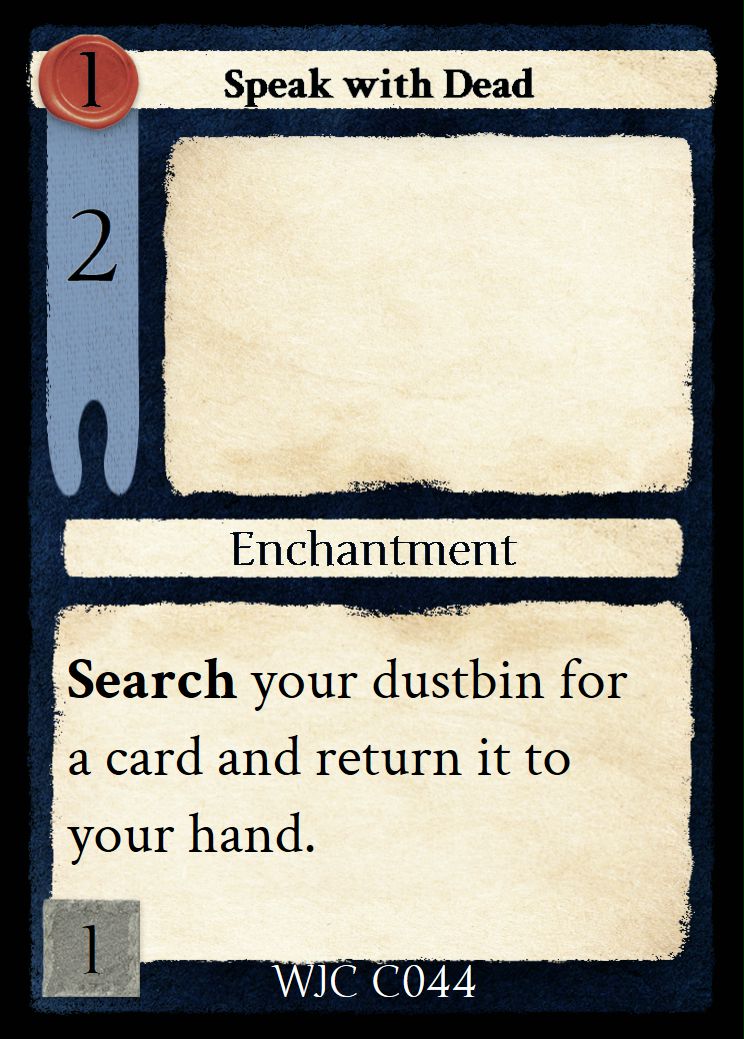 1
Speak with Dead
2
Enchantment
Search your dustbin for
a card and return it to
your hand.
1
WJC C044